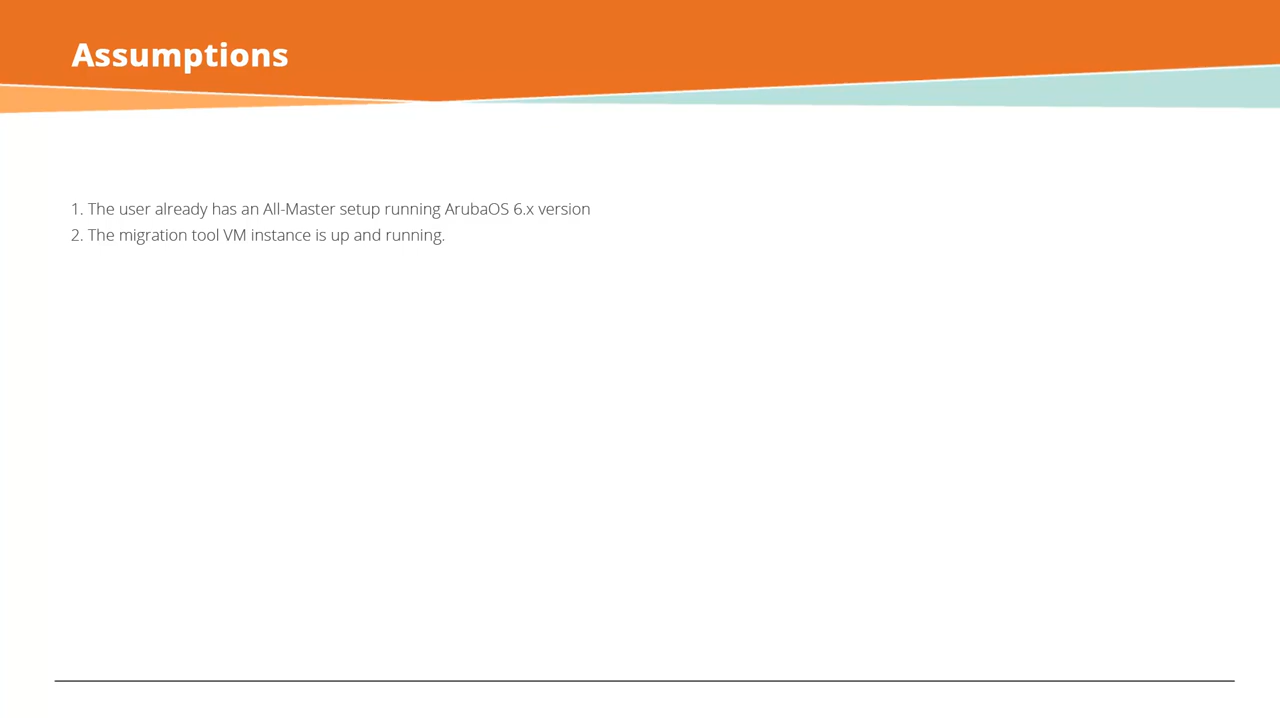 Assumptions
1. The user already has an All-Master setup running ArubaOS 6.x version
2. The migration tool VM instance is up and running.